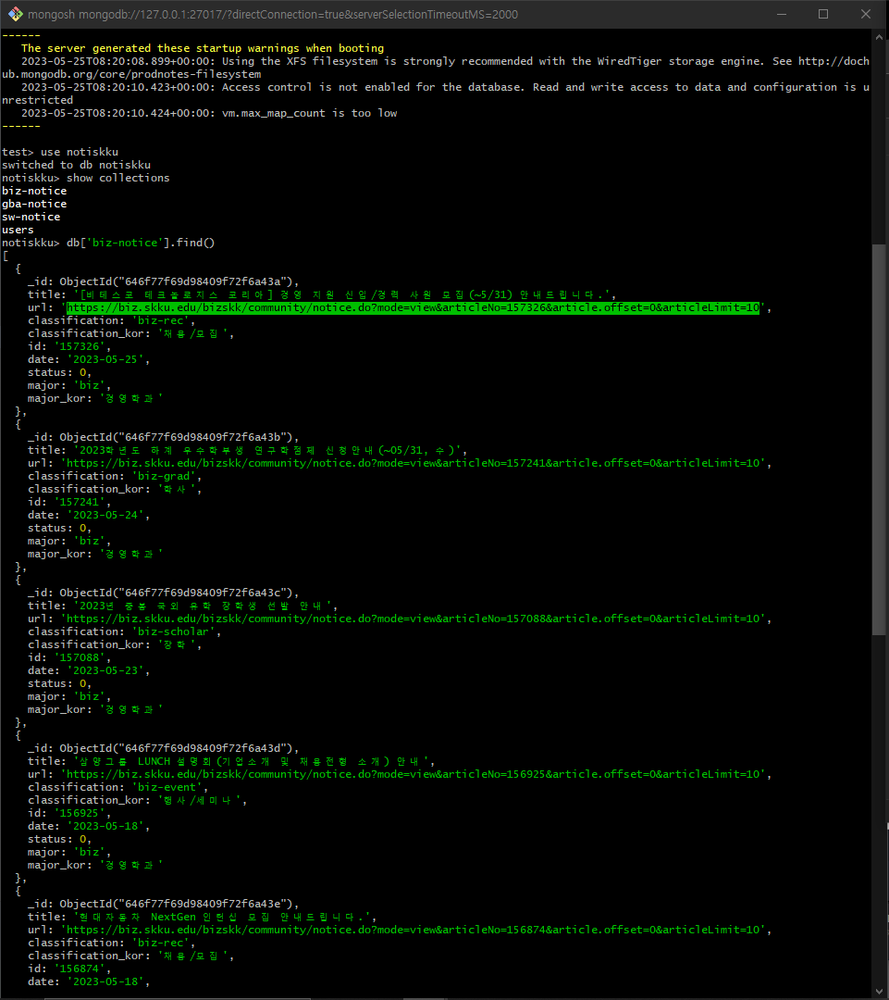 mongosh mongodb://127.0.0.1:27017/?directConnection=true&serverSelectionTimeoutMS=2000
------
   The server generated these startup warnings when booting
   2023-05-25T08:20:08.899+00:00: Using the XFS filesystem is strongly recommended with the WiredTiger storage engine. See http://doch
ub.mongodb.org/core/prodnotes-filesystem
   2023-05-25T08:20:10.423+00:00: Access control is not enabled for the database. Read and write access to data and configuration is u
nrestricted
   2023-05-25T08:20:10.424+00:00: vm.max_map_count is too low
------
test> use notiskku
switched to db notiskku
notiskku> show collections
biz-notice
gba-notice
sw-notice
users
notiskku> db['biz-notice'].find()
[
  {
    _id: ObjectId("646f77f69d98409f72f6a43a"),
    title: '[비테스코 테크놀로지스 코리아] 경영 지원 신입/경력 사원 모집(~5/31) 안내드립니다.',
    url: 'https://biz.skku.edu/bizskk/community/notice.do?mode=view&articleNo=157326&article.offset=0&articleLimit=10',
    classification: 'biz-rec',
    classification_kor: '채용/모집',
    id: '157326',
    date: '2023-05-25',
    status: 0,
    major: 'biz',
    major_kor: '경영학과'
  },
  {
    _id: ObjectId("646f77f69d98409f72f6a43b"),
    title: '2023학년도 하계 우수학부생 연구학점제 신청안내(~05/31, 수)',
    url: 'https://biz.skku.edu/bizskk/community/notice.do?mode=view&articleNo=157241&article.offset=0&articleLimit=10',
    classification: 'biz-grad',
    classification_kor: '학사',
    id: '157241',
    date: '2023-05-24',
    status: 0,
    major: 'biz',
    major_kor: '경영학과'
  },
  {
    _id: ObjectId("646f77f69d98409f72f6a43c"),
    title: '2023년 중봉 국외 유학 장학생 선발 안내',
    url: 'https://biz.skku.edu/bizskk/community/notice.do?mode=view&articleNo=157088&article.offset=0&articleLimit=10',
    classification: 'biz-scholar',
    classification_kor: '장학',
    id: '157088',
    date: '2023-05-23',
    status: 0,
    major: 'biz',
    major_kor: '경영학과'
  },
  {
    _id: ObjectId("646f77f69d98409f72f6a43d"),
    title: '삼양그룹 LUNCH 설명회(기업소개 및 채용전형 소개) 안내',
    url: 'https://biz.skku.edu/bizskk/community/notice.do?mode=view&articleNo=156925&article.offset=0&articleLimit=10',
    classification: 'biz-event',
    classification_kor: '행사/세미나',
    id: '156925',
    date: '2023-05-18',
    status: 0,
    major: 'biz',
    major_kor: '경영학과'
  },
  {
    _id: ObjectId("646f77f69d98409f72f6a43e"),
    title: '현대자동차 NextGen 인턴십 모집 안내드립니다.',
    url: 'https://biz.skku.edu/bizskk/community/notice.do?mode=view&articleNo=156874&article.offset=0&articleLimit=10',
    classification: 'biz-rec',
    classification_kor: '채용/모집',
    id: '156874',
    date: '2023-05-18',